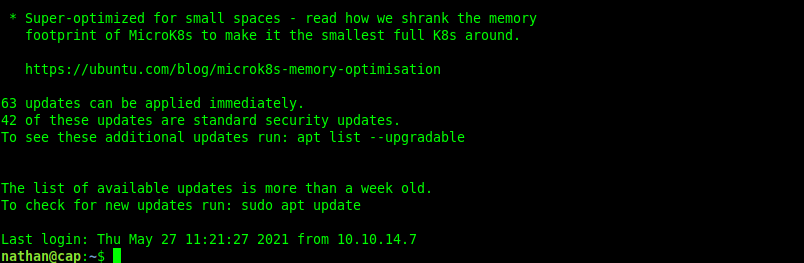 * Super-optimized for small spaces - read how we shrank the memory
footprint of MicroK8s to make it the smallest full K8s around.
https://ubuntu.com/blog/microk8s-memory-optimisation
63 updates can be applied immediately.
42 of these updates are standard security updates.
To see these additional updates run: apt list --upgradable
The list of available updates is more than a week old.
To check for new updates run: sudo apt update
Last login: Thu May 27 11:21:27 2021 from 10.10.14.7
nathan@cap:~$